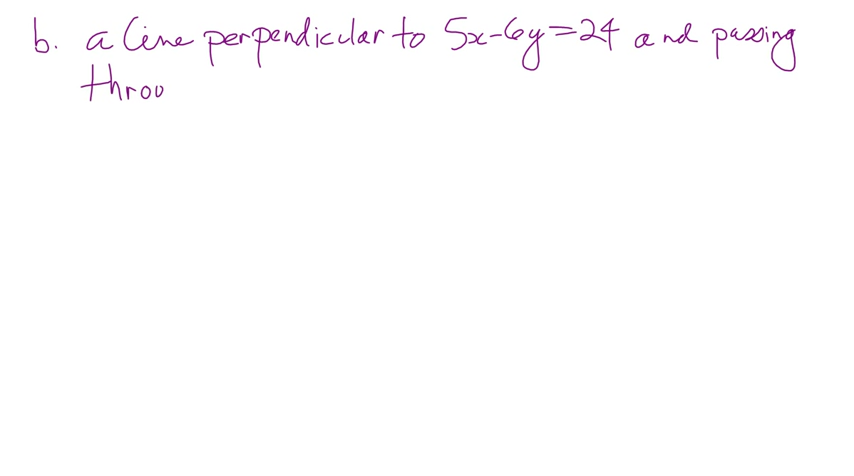 b. a line perpendicular to 5x-6y=24 and passing
throu